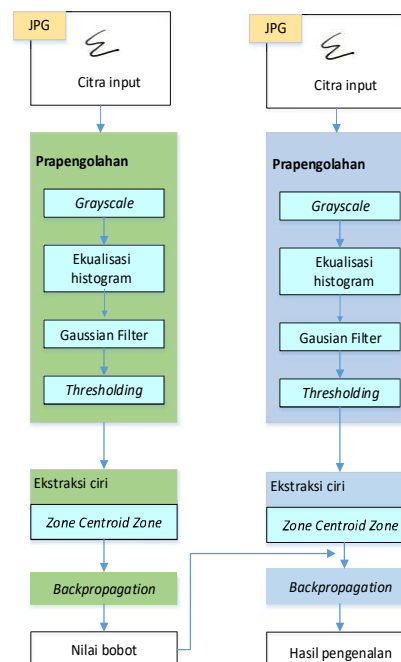 JPG
Citra input
Prapengolahan
Grayscale
Ekualisasi
histogram
Gaussian Filter
Thresholding
Ekstraksi ciri
Zone Centroid Zone
Backpropagation
Nilai bobot
JPG
Citra input
Prapengolahan
Grayscale
Ekualisasi
histogram
Gausian Filter
Thresholding
Ekstraksi ciri
Zone Centroid Zone
Backpropagation
Hasil pengenalan